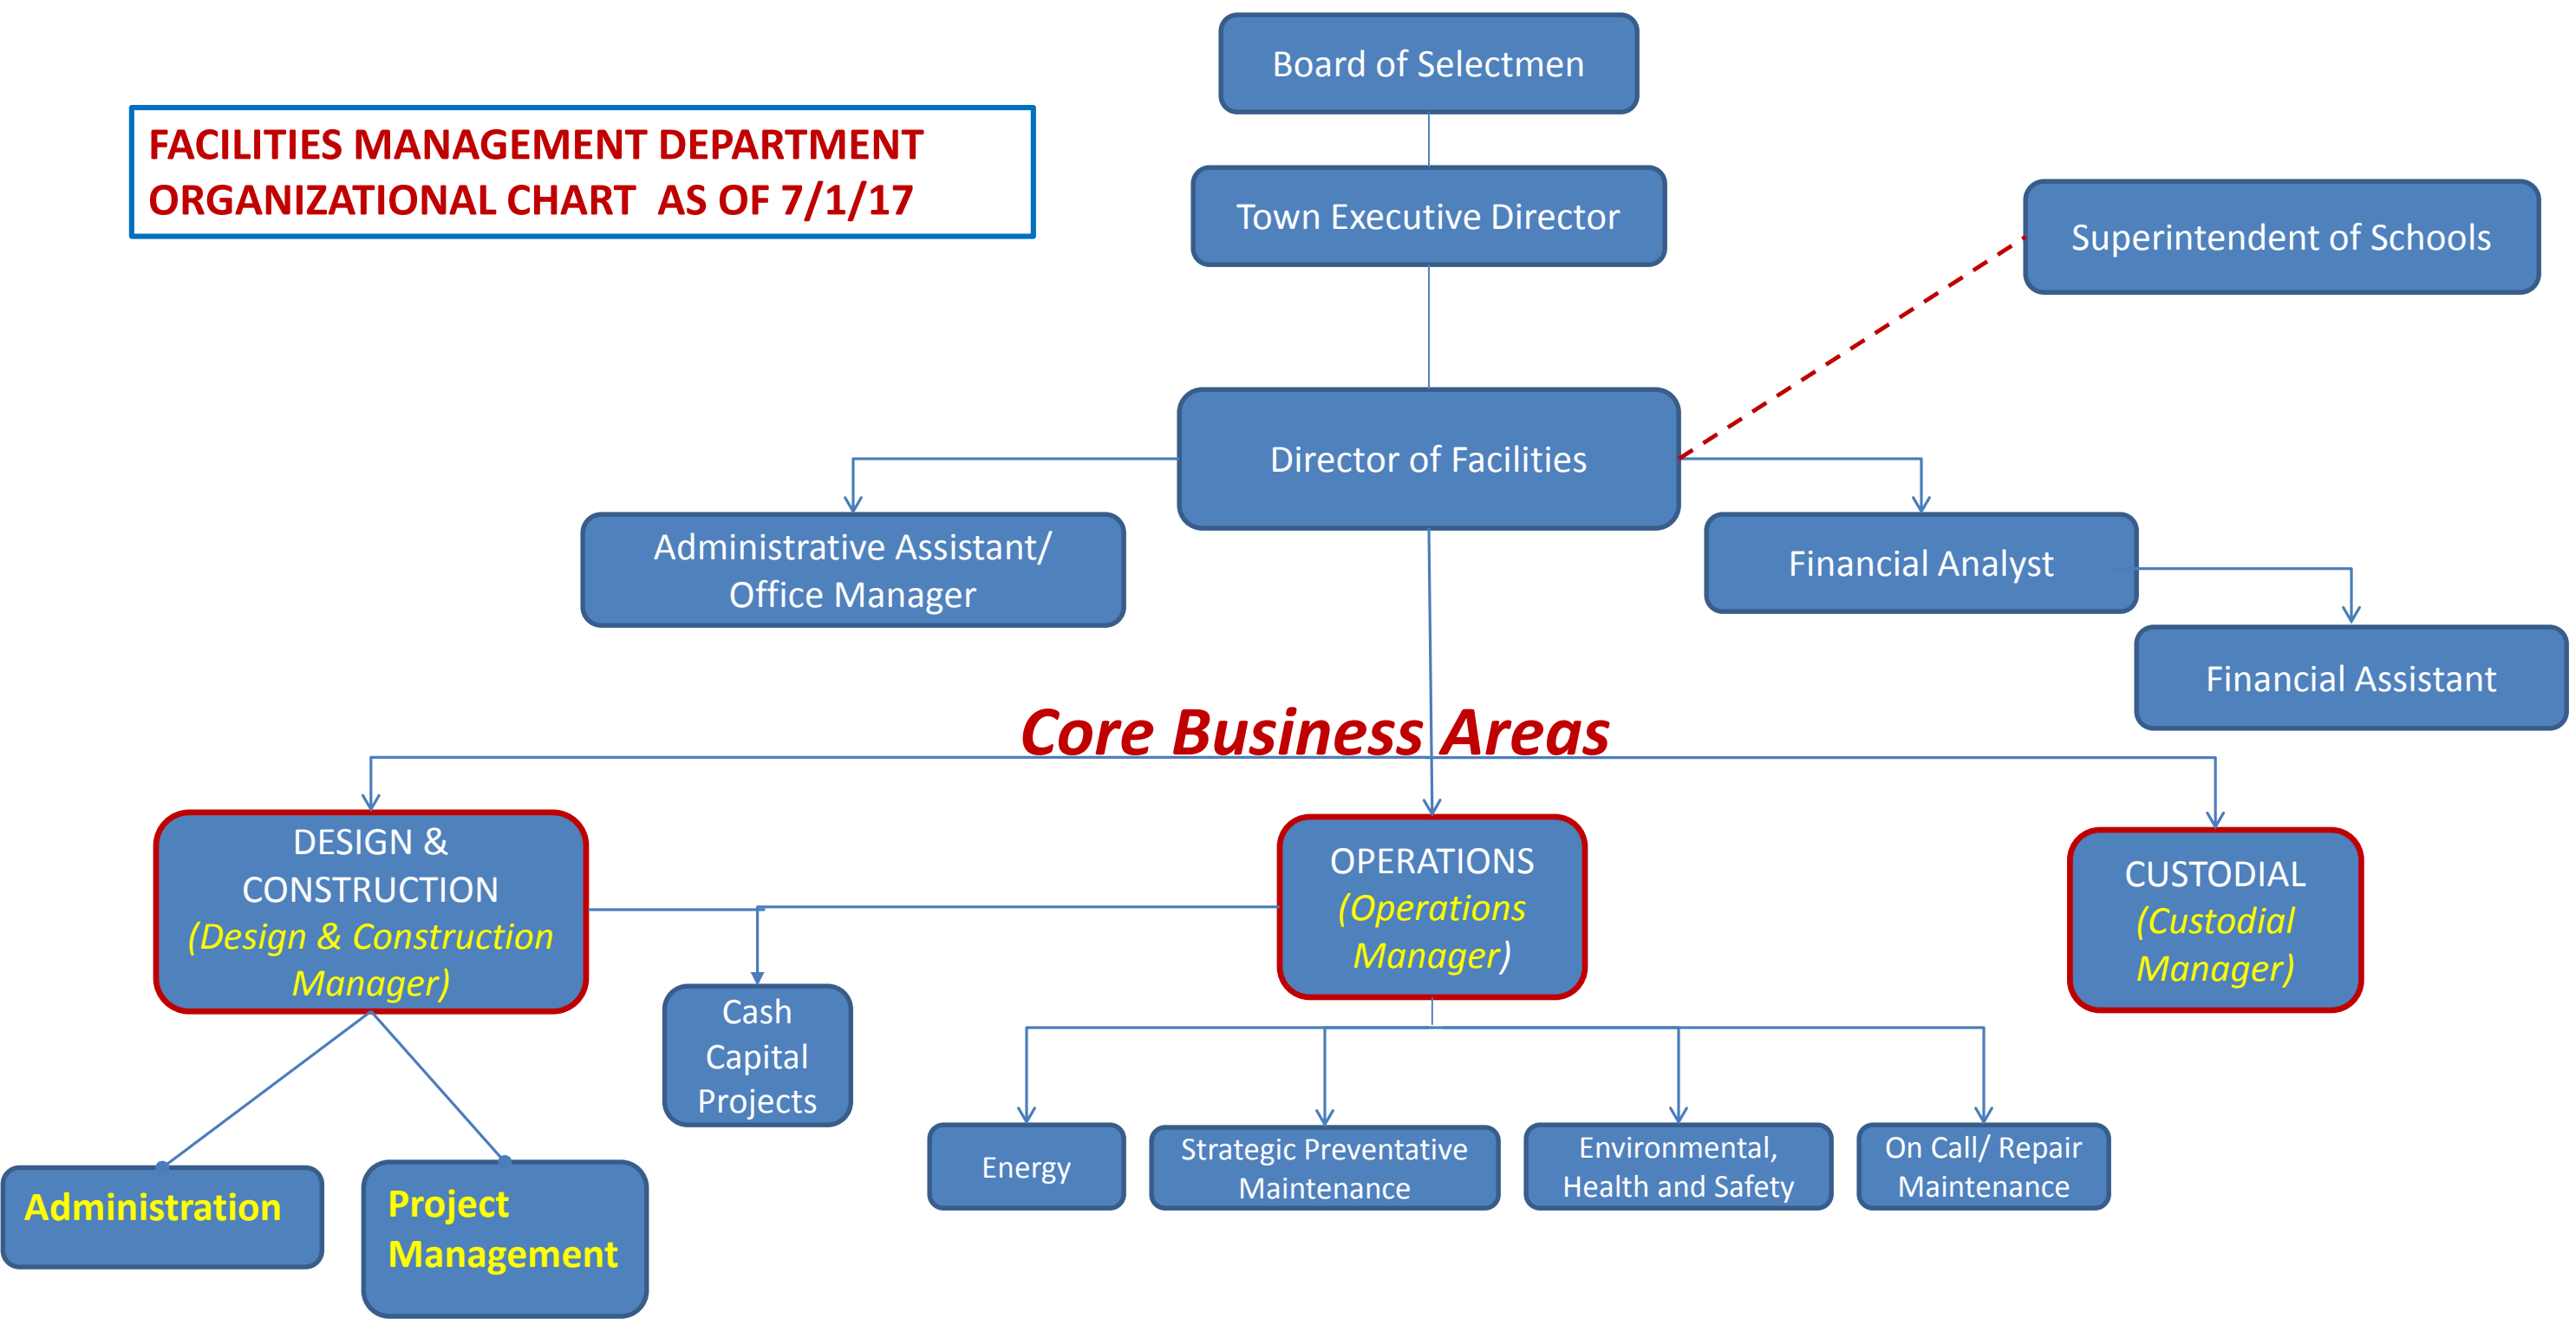 Board of Selectmen
FACILITIES MANAGEMENT DEPARTMENT
ORGANIZATIONAL CHART AS OF 7/1/17
Town Executive Director
Superintendent of Schools
Director of Facilities
Administrative Assistant/
Office Manager
Financial Analyst
Financial Assistant
Core Business Areas
DESIGN &
CONSTRUCTION
(Design & Construction
Manager)
OPERATIONS
(Operations
Manager)
CUSTODIAL
(Custodial
Manager)
Cash
Capital
Projects
Energy
Strategic Preventative
Maintenance
Environmental,
Health and Safety
On Call/ Repair
Maintenance
Administration
Project
Management